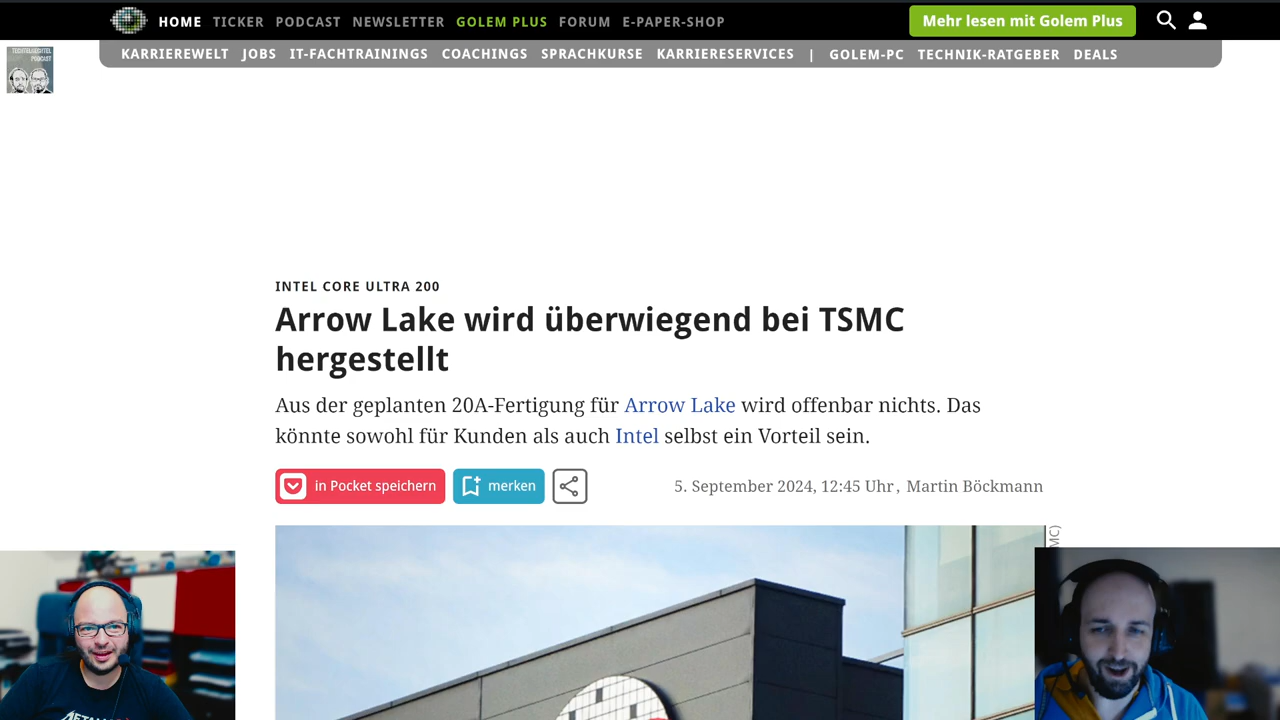 HOME TICKER PODCAST NEWSLETTER GOLEM PLUS FORUM E-PAPER-SHOP Mehr lesen mit Golem Plus
TECHTELMECHTEL
PODCAST
KARRIEREWELT JOBS IT-FACHTRAININGS COACHINGS SPRACHKURSE KARRIERESERVICES | GOLEM-PC TECHNIK-RATGEBER DEALS
INTEL CORE ULTRA 200
Arrow Lake wird überwiegend bei TSMC
hergestellt
Aus der geplanten 20A-Fertigung für Arrow Lake wird offenbar nichts. Das
könnte sowohl für Kunden als auch Intel selbst ein Vorteil sein.
in Pocket speichern merken 5. September 2024, 12:45 Uhr, Martin Böckmann
MC)